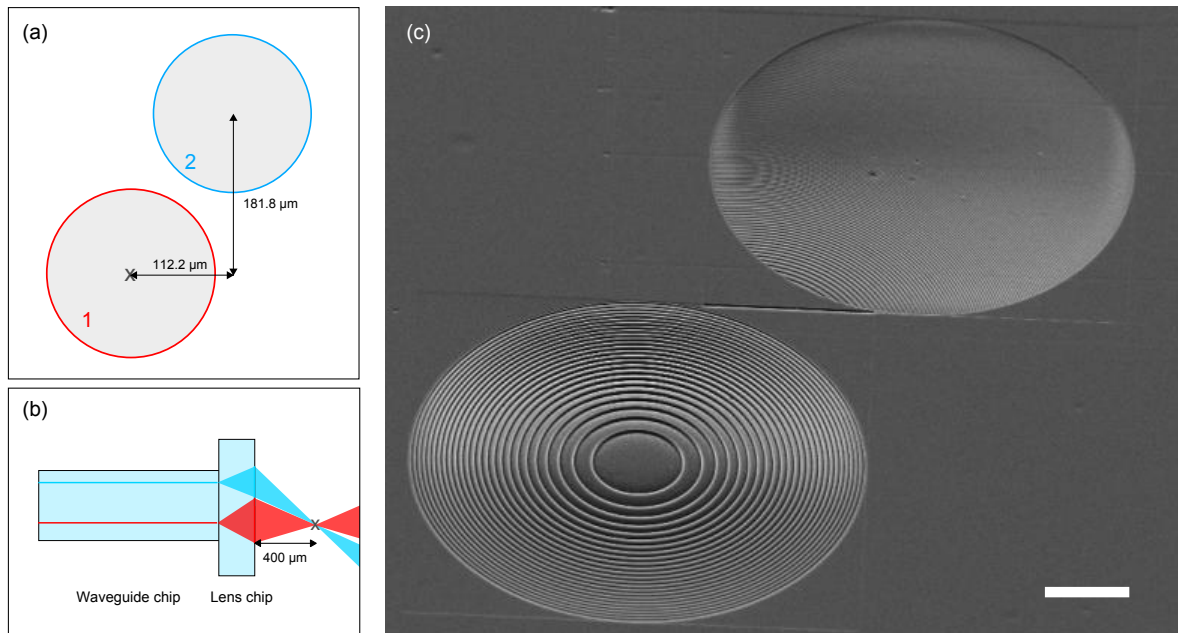 (a)
2
181.8 µm
112.2 µm
x
1
(b)
x
400 µm
Waveguide chip
Lens chip
(c)